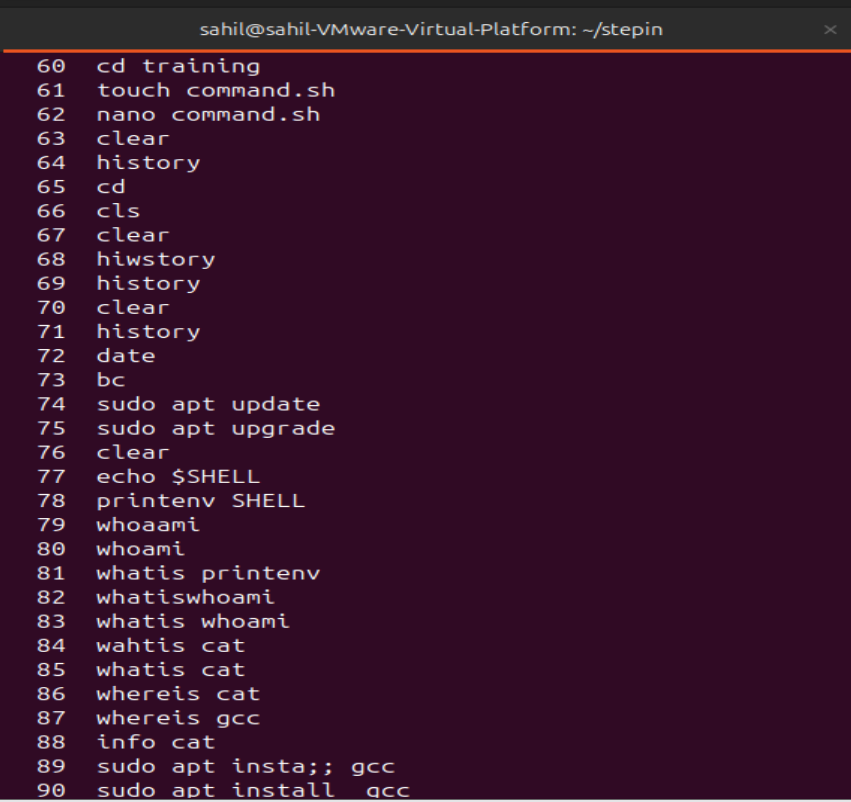 sahil@sahil-VMware-Virtual-Platform: ~/stepin ×
60 cd training
61 touch command.sh
62 nano command.sh
63 clear
64 history
65 cd
66 cls
67 clear
68 hiwstory
69 history
70 clear
71 history
72 date
73 bc
74 sudo apt update
75 sudo apt upgrade
76 clear
77 echo $SHELL
78 printenv SHELL
79 whoaami
80 whoami
81 whatis printenv
82 whatiswhoami
83 whatis whoami
84 wahtis cat
85 whatis cat
86 whereis cat
87 whereis gcc
88 info cat
89 sudo apt insta;; gcc
90 sudo apt install  gcc